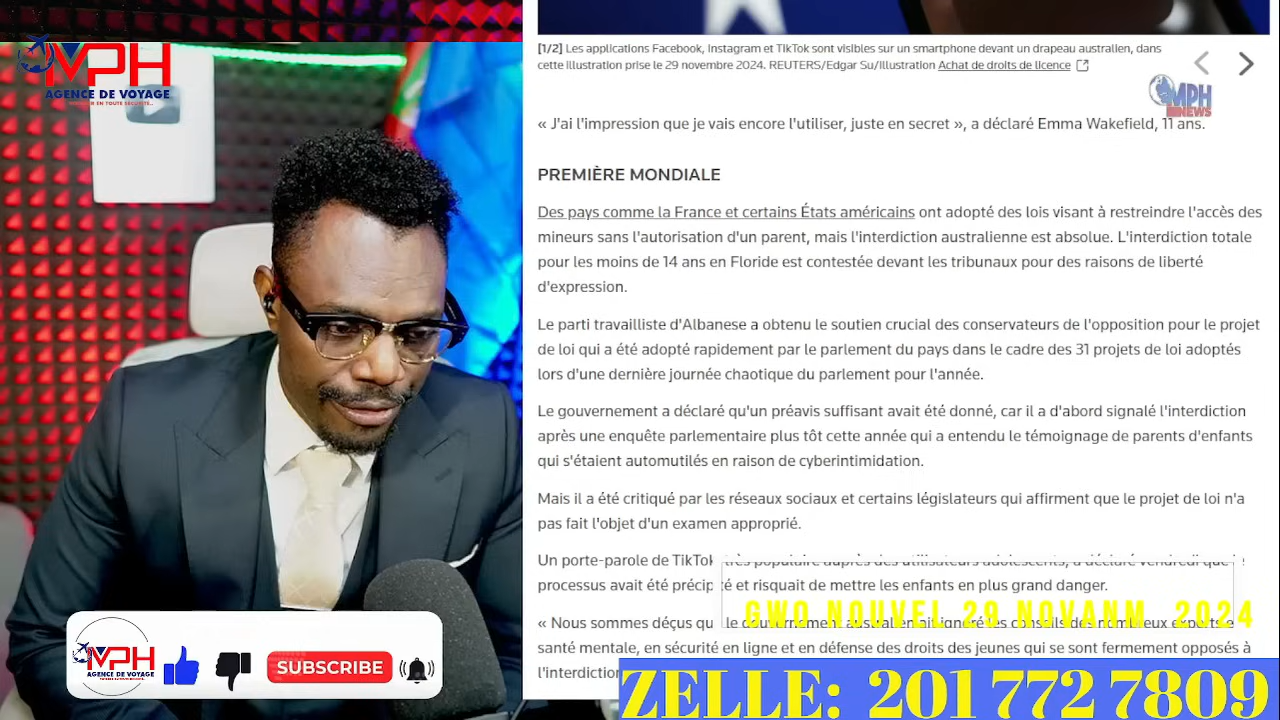 MPH
AGENCE DE VOYAGE
[1/2] Les applications Facebook, Instagram et TikTok sont visibles sur un smartphone devant un drapeau australien, dans
cette illustration prise le 29 novembre 2024. REUTERS/Edgar Su/Illustration Achat de droits de licence
MPH
NEWS
« J'ai l'impression que je vais encore l'utiliser, juste en secret », a déclaré Emma Wakefield, 11 ans.
PREMIÈRE MONDIALE
Des pays comme la France et certains États américains ont adopté des lois visant à restreindre l'accès des
mineurs sans l'autorisation d'un parent, mais l'interdiction australienne est absolue. L'interdiction totale
pour les moins de 14 ans en Floride est contestée devant les tribunaux pour des raisons de liberté
d'expression.
Le parti travailliste d'Albanese a obtenu le soutien crucial des conservateurs de l'opposition pour le projet
de loi qui a été adopté rapidement par le parlement du pays dans le cadre des 31 projets de loi adoptés
lors d'une dernière journée chaotique du parlement pour l'année.
Le gouvernement a déclaré qu'un préavis suffisant avait été donné, car il a d'abord signalé l'interdiction
après une enquête parlementaire plus tôt cette année qui a entendu le témoignage de parents d'enfants
qui s'étaient automutilés en raison de cyberintimidation.
Mais il a été critiqué par les réseaux sociaux et certains législateurs qui affirment que le projet de loi n'a
pas fait l'objet d'un examen approprié.
Un porte-parole de TikTok
processus avait été précip té et risquait de mettre les enfants en plus grand danger.
GWO NOUVEL 29 NOVANM 2024
« Nous sommes déçus qu le gouvernement australien ait ignoré les conseils de nombreux experts
santé mentale, en sécurité en ligne et en défense des droits des jeunes qui se sont fermement opposés à
l'interdiction
MPH
AGENCE DE VOYAGE
SUBSCRIBE
ZELLE: 201 772 7809